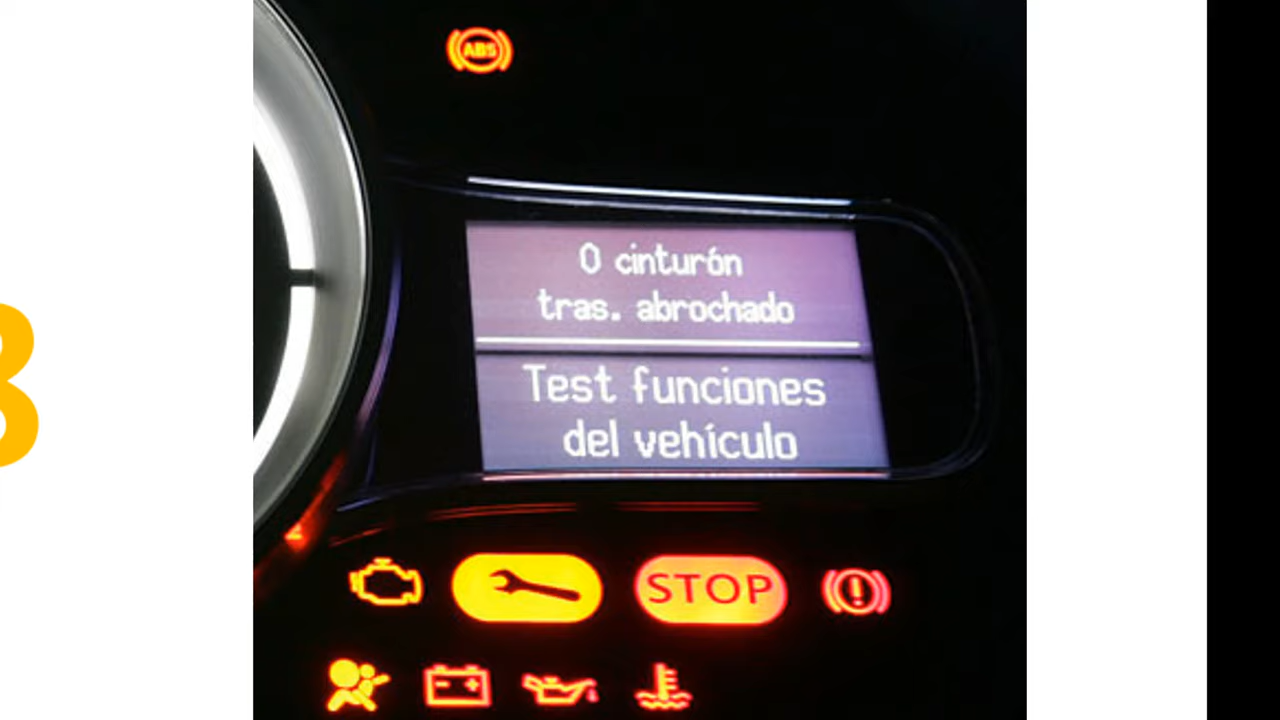 ABS
0 cinturón
tras. abrochado
Test funciones
del vehículo
STOP